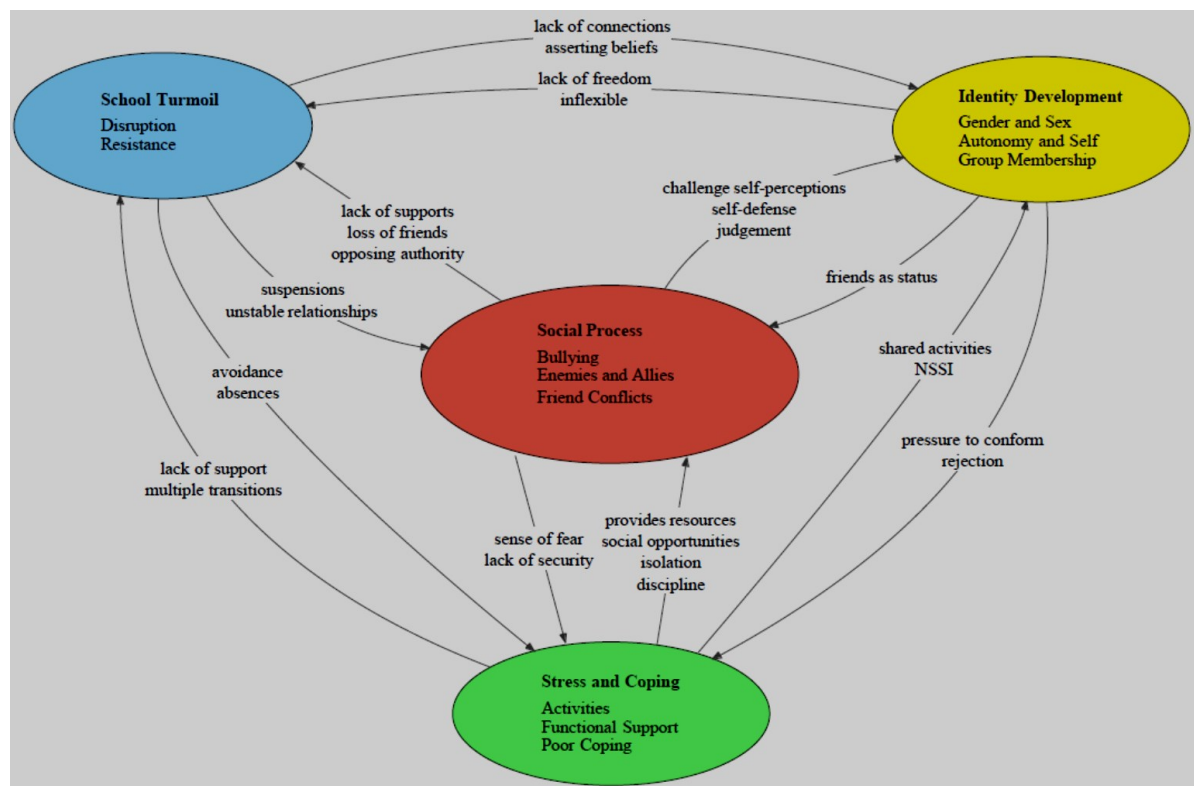 lack of connections
asserting beliefs
lack of freedom
inflexible
School Turmoil
Disruption
Resistance
Identity Development
Gender and Sex
Autonomy and Self
Group Membership
challenge self-perceptions
self-defense
judgement
lack of supports
loss of friends
opposing authority
friends as status
suspensions
unstable relationships
Social Process
Bullying
Enemies and Allies
Friend Conflicts
shared activities
NSSI
avoidance
absences
pressure to conform
rejection
lack of support
multiple transitions
sense of fear
lack of security
provides resources
social opportunities
isolation
discipline
Stress and Coping
Activities
Functional Support
Poor Coping